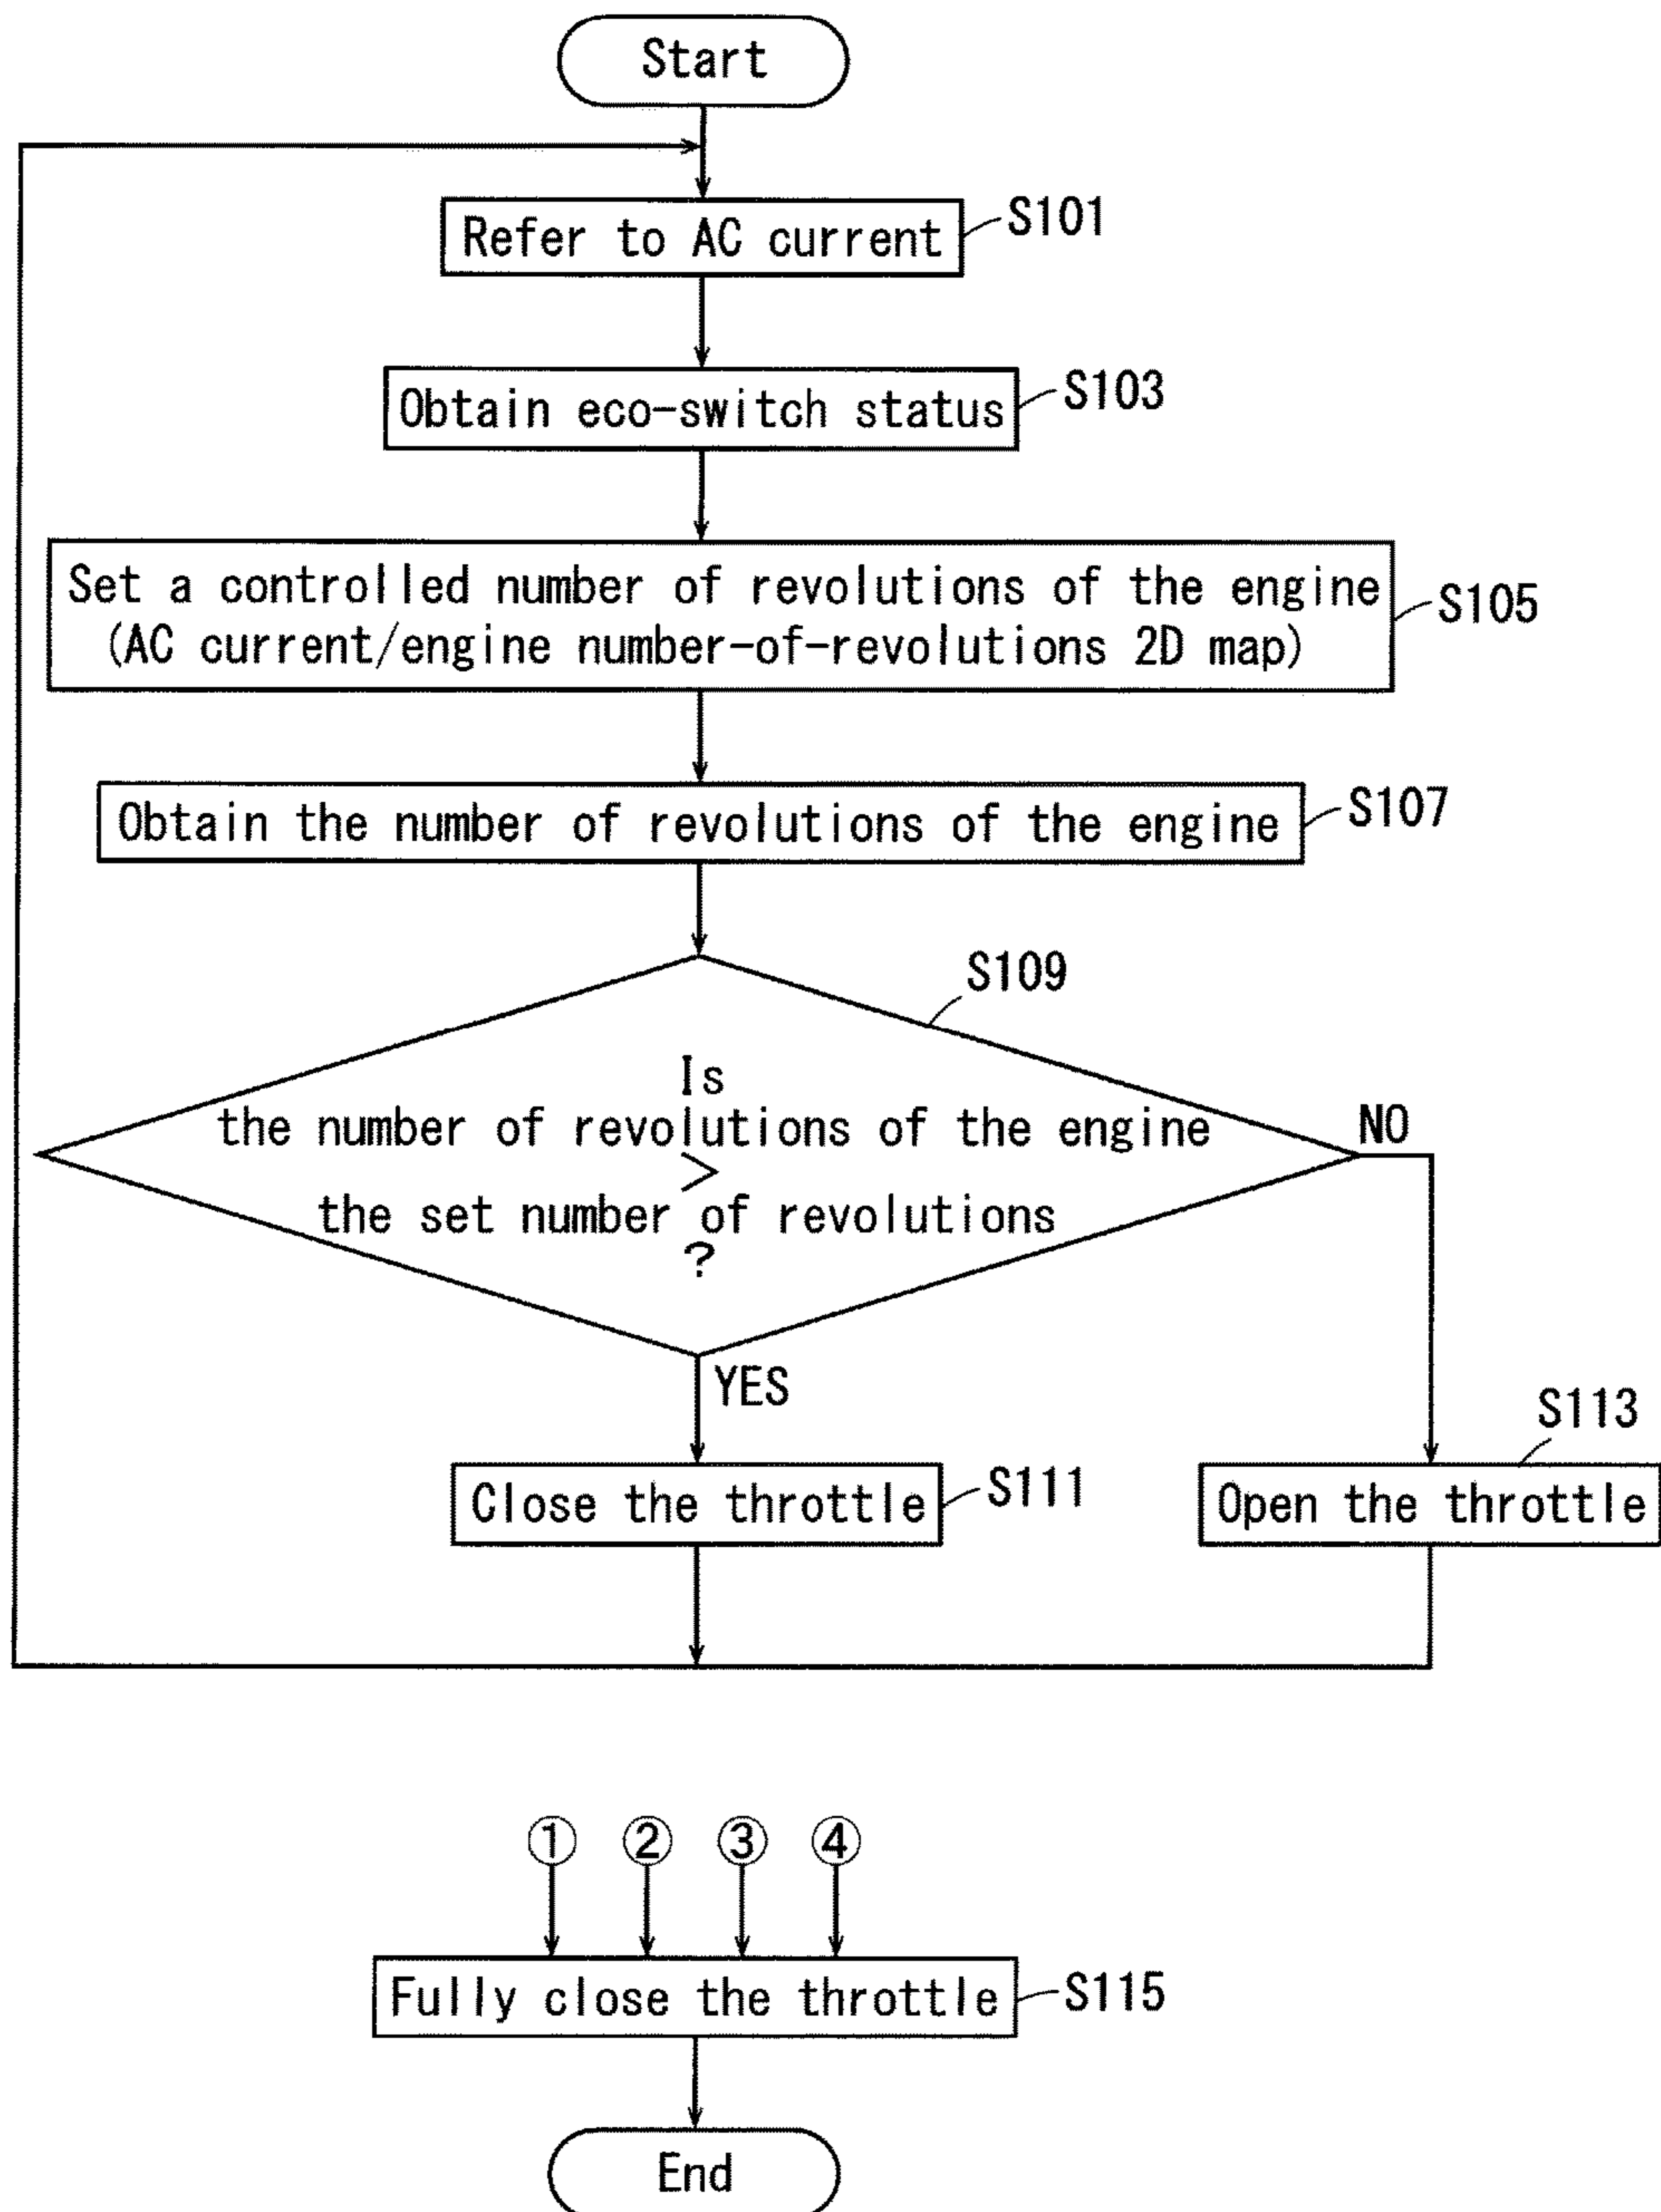 Start
Refer to AC current
S101
Obtain eco-switch status
S103
Set a controlled number of revolutions of the engine
(AC current/engine number-of-revolutions 2D map)
S105
Obtain the number of revolutions of the engine
S107
S109
Is
the number of revolutions of the engine
>
the set number of revolutions
?
NO
YES
Close the throttle
S111
S113
Open the throttle
① ② ③ ④
Fully close the throttle
S115
End